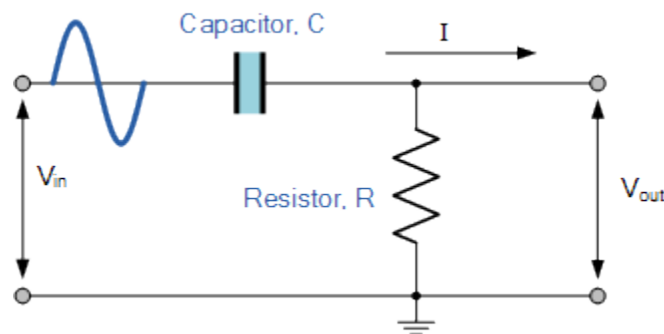 Capacitor, C
I
Vin
Resistor, R
Vout